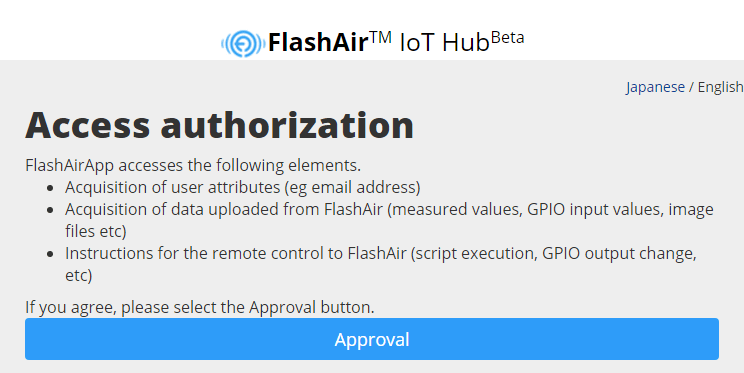 FlashAir™ IoT HubBeta
Japanese / English
Access authorization
FlashAirApp accesses the following elements.
• Acquisition of user attributes (eg email address)
• Acquisition of data uploaded from FlashAir (measured values, GPIO input values, image
files etc)
• Instructions for the remote control to FlashAir (script execution, GPIO output change,
etc)
If you agree, please select the Approval button.
Approval